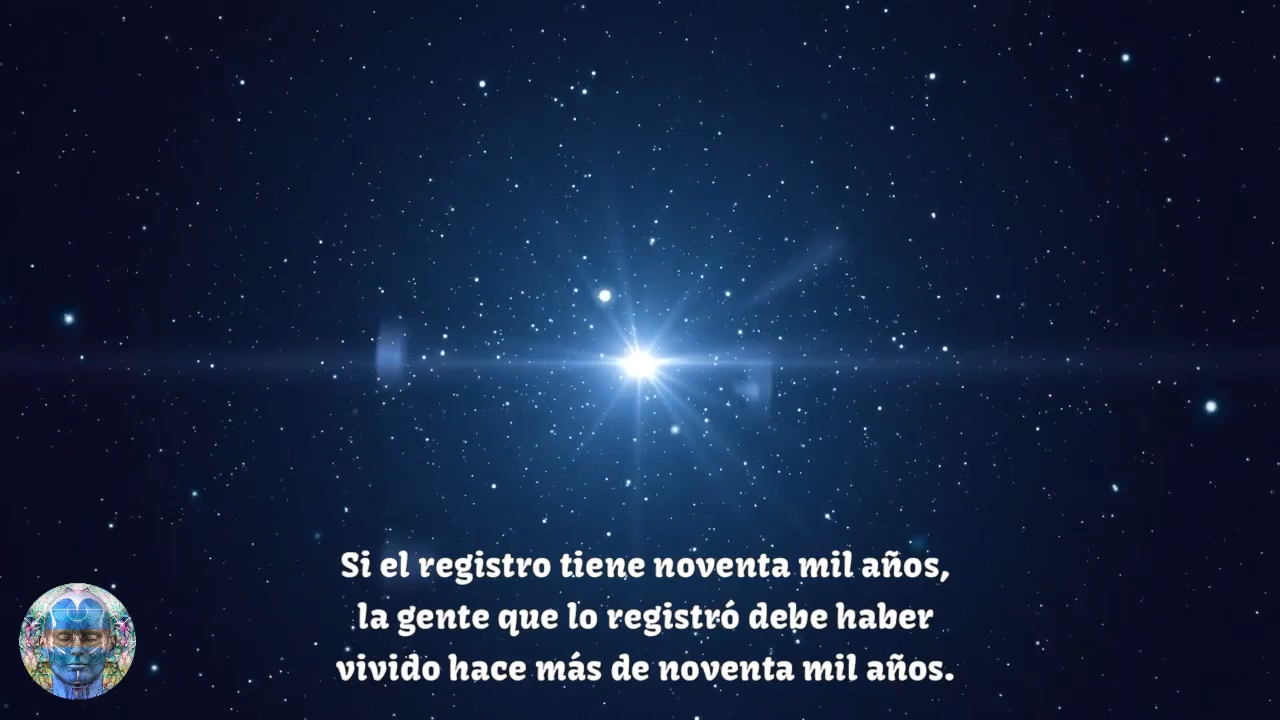 Si el registro tiene noventa mil años,
la gente que lo registró debe haber
vivido hace más de noventa mil años.